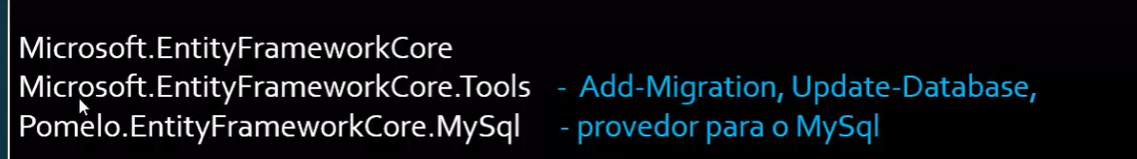 Microsoft.EntityFrameworkCore
Microsoft.EntityFrameworkCore.Tools - Add-Migration, Update-Database,
Pomelo.EntityFrameworkCore.MySql - provedor para o MySql